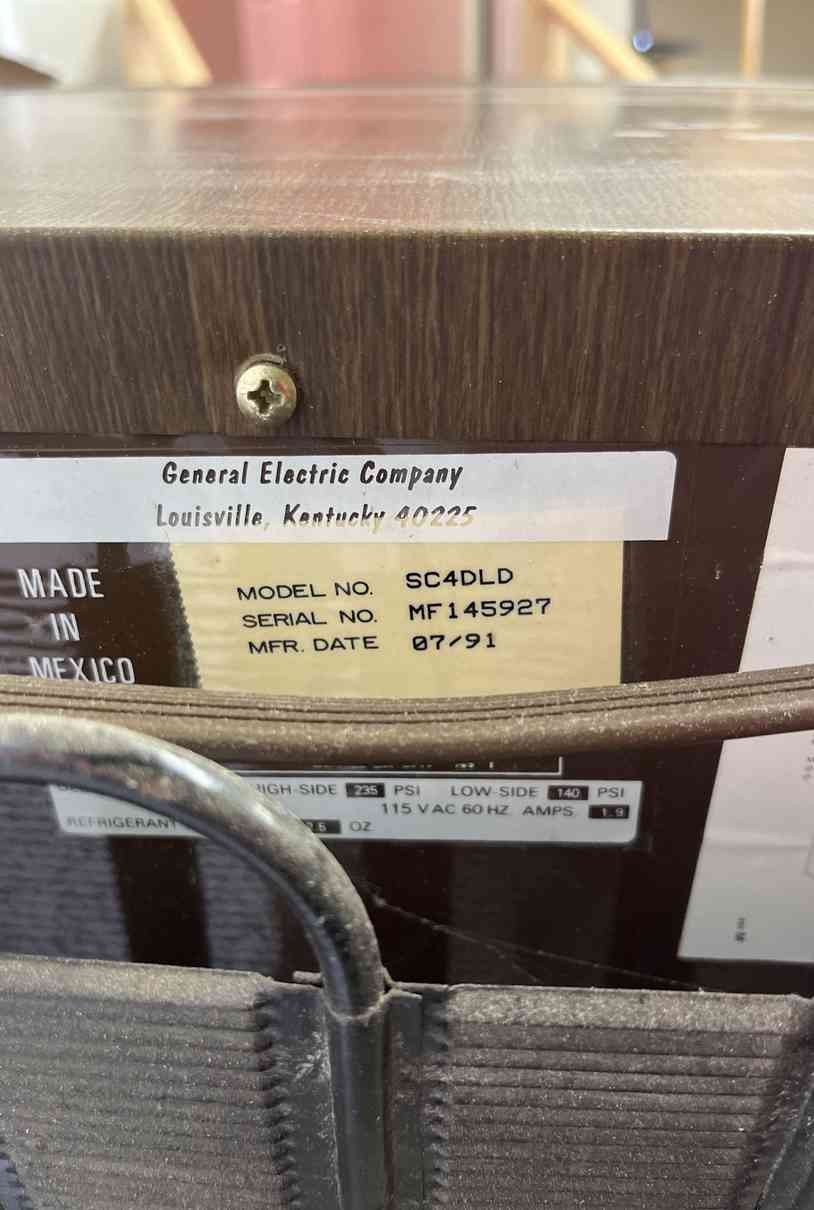 General Electric Company
Louisville, Kentucky 40225
MADE
IN
MEXICO
MODEL NO. SC4DLD
SERIAL NO. MF145927
MFR. DATE 07/91
HIGH-SIDE 235 PSI LOW-SIDE 140 PSI
115 VAC 60 HZ. AMPS. 1.9
REFRIGERANT OZ